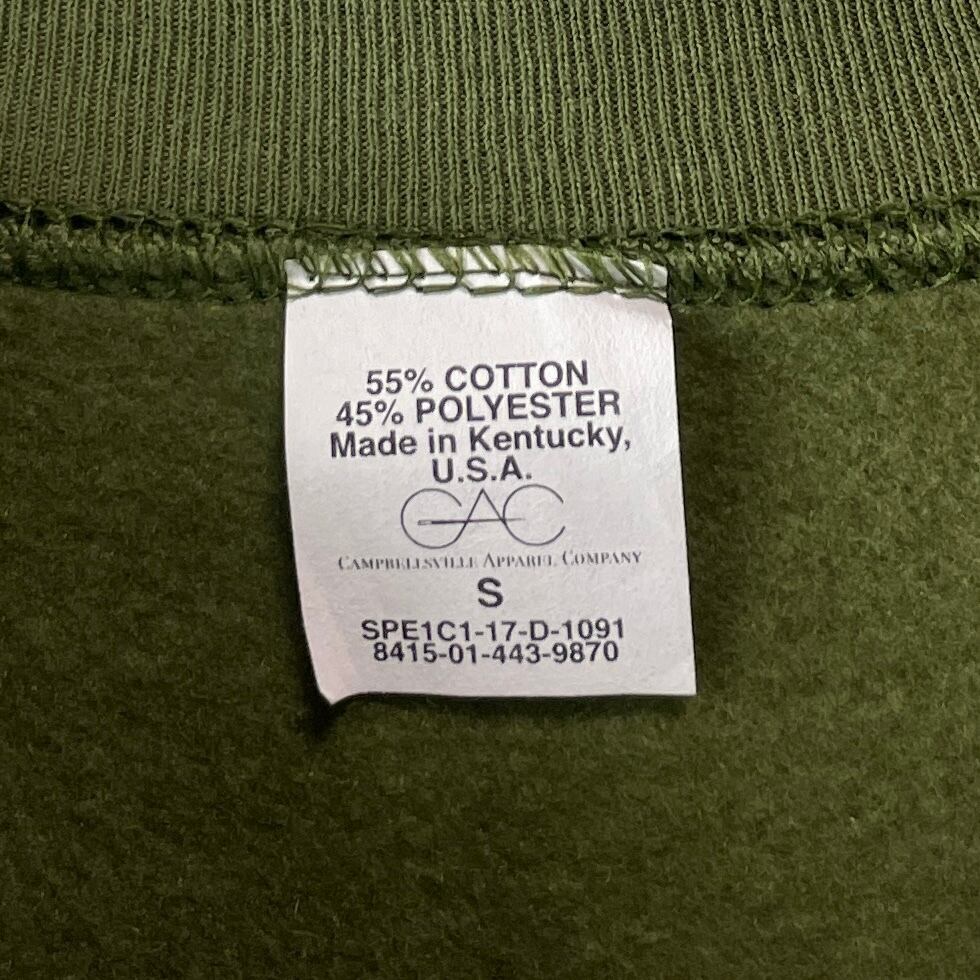 55% COTTON
45% POLYESTER
Made in Kentucky,
U.S.A.
CAC
CAMPBELLSVILLE APPAREL COMPANY
S
SPE1C1-17-D-1091
8415-01-443-9870